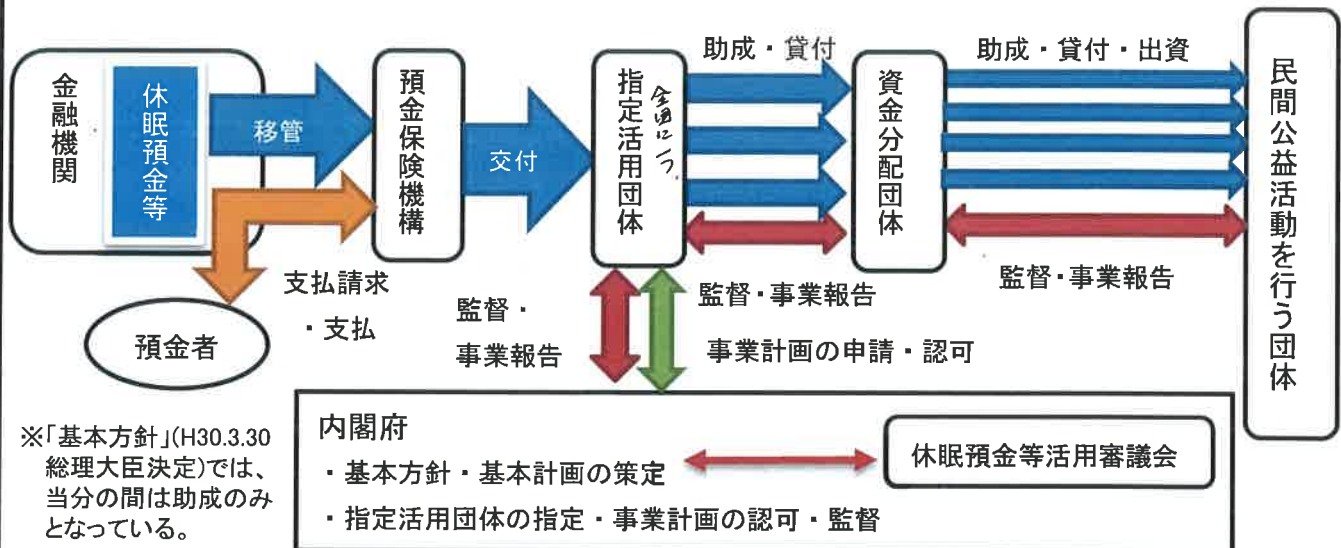 金融機関
休眠預金等
移管
預金保険機構
交付
指定活用団体
全国に一つ
助成・貸付
資金分配団体
助成・貸付・出資
民間公益活動を行う団体
支払請求
・支払
預金者
監督・
事業報告
監督・事業報告
事業計画の申請・認可
監督・事業報告
※「基本方針」(H30.3.30
総理大臣決定)では、
当分の間は助成のみ
となっている。
内閣府
・基本方針・基本計画の策定
・指定活用団体の指定・事業計画の認可・監督
休眠預金等活用審議会